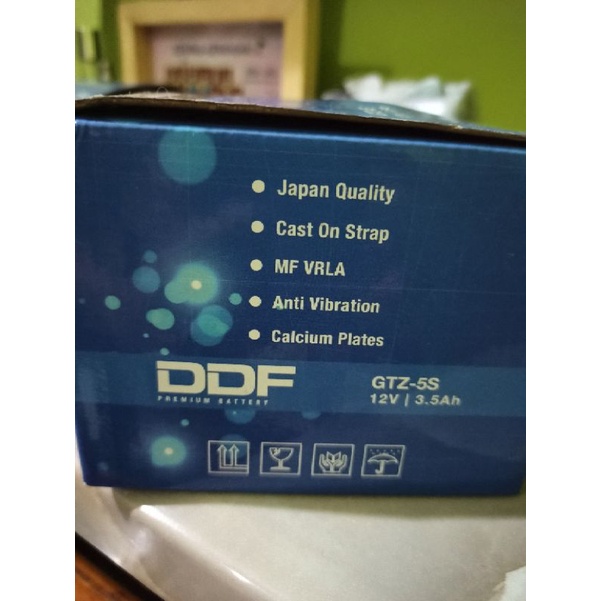 • Japan Quality
• Cast On Strap
• MF VRLA
• Anti Vibration
• Calcium Plates
DDF
PREMIUM BATTERY
GTZ-5S
12V | 3.5Ah